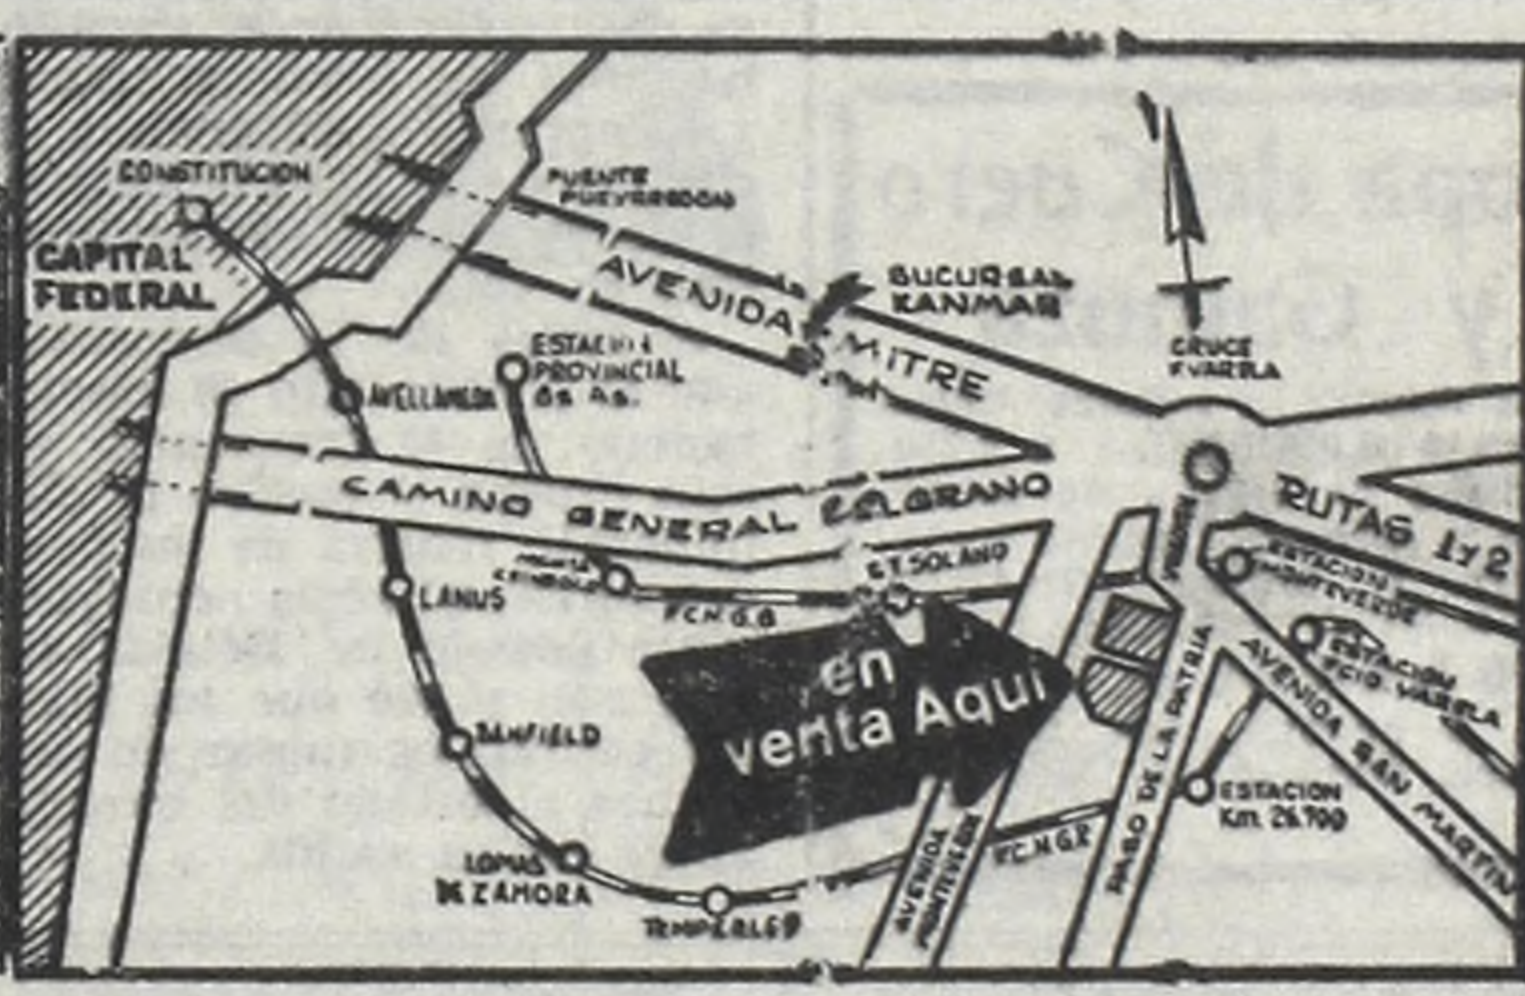 CONSTITUCION
CAPITAL
FEDERAL
PUENTE
PUEYRREDON
AVENIDA MITRE
SUCURSAL
KANMAR
CRUCE
F.VARELA
ESTACION
PROVINCIAL
Bs As.
AVELLANEDA
CAMINO GENERAL BELGRANO
RUTAS 1 y 2
LANUS
F.C.N.G.B
ET. SOLANO
ESTACION
MONTEVERDE
ESTACION
FCIO. VARELA
en
venta Aqui
BANFIELD
AVENIDA SAN MARTIN
PASO DE LA PATRIA
ESTACION
Km. 26.700
LOMAS
DE ZAMORA
TEMPERLEY
AVENIDA
MONTEVERDE
F.C.N.G.R